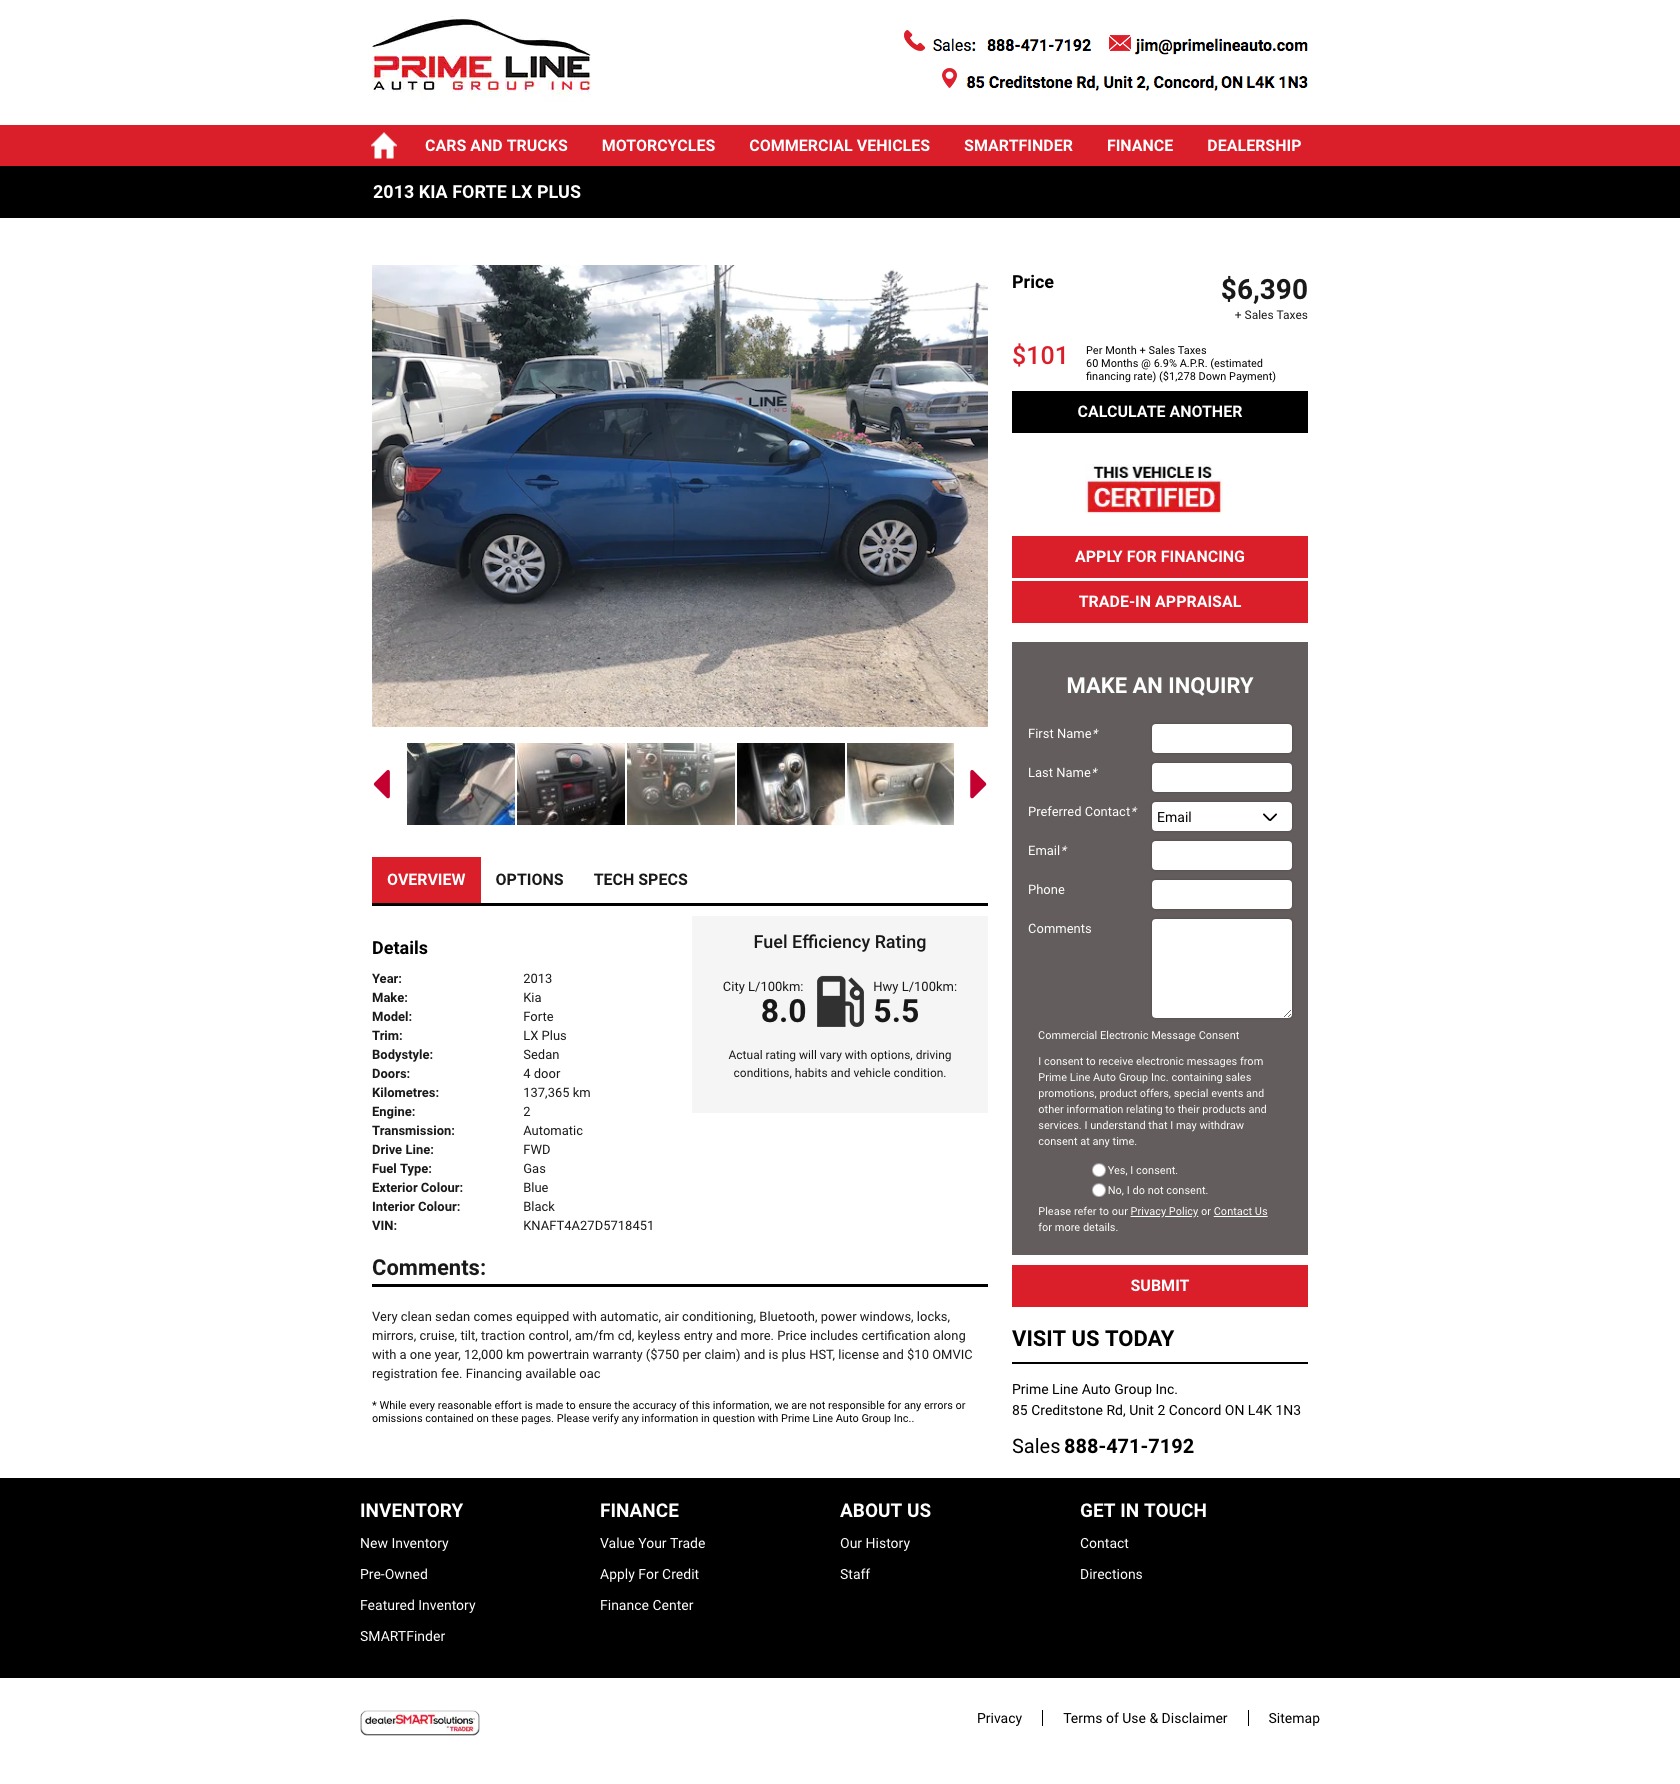 PRIME LINE
AUTO GROUP INC
Sales: 888-471-7192 jim@primelineauto.com
85 Creditstone Rd, Unit 2, Concord, ON L4K 1N3
CARS AND TRUCKS MOTORCYCLES COMMERCIAL VEHICLES SMARTFINDER FINANCE DEALERSHIP
2013 KIA FORTE LX PLUS
LINE
Price
$6,390
+ Sales Taxes
$101
Per Month + Sales Taxes
60 Months @ 6.9% A.P.R. (estimated
financing rate) ($1,278 Down Payment)
CALCULATE ANOTHER
THIS VEHICLE IS
CERTIFIED
APPLY FOR FINANCING
TRADE-IN APPRAISAL
MAKE AN INQUIRY
First Name*
Last Name*
Preferred Contact* Email
Email*
Phone
Comments
Commercial Electronic Message Consent
I consent to receive electronic messages from
Prime Line Auto Group Inc. containing sales
promotions, product offers, special events and
other information relating to their products and
services. I understand that I may withdraw
consent at any time.
Yes, I consent.
No, I do not consent.
Please refer to our Privacy Policy or Contact Us
for more details.
SUBMIT
VISIT US TODAY
Prime Line Auto Group Inc.
85 Creditstone Rd, Unit 2 Concord ON L4K 1N3
Sales 888-471-7192
OVERVIEW OPTIONS TECH SPECS
Details
Year: 2013
Make: Kia
Model: Forte
Trim: LX Plus
Bodystyle: Sedan
Doors: 4 door
Kilometres: 137,365 km
Engine: 2
Transmission: Automatic
Drive Line: FWD
Fuel Type: Gas
Exterior Colour: Blue
Interior Colour: Black
VIN: KNAFT4A27D5718451
Fuel Efficiency Rating
City L/100km: Hwy L/100km:
8.0 5.5
Actual rating will vary with options, driving
conditions, habits and vehicle condition.
Comments:
Very clean sedan comes equipped with automatic, air conditioning, Bluetooth, power windows, locks,
mirrors, cruise, tilt, traction control, am/fm cd, keyless entry and more. Price includes certification along
with a one year, 12,000 km powertrain warranty ($750 per claim) and is plus HST, license and $10 OMVIC
registration fee. Financing available oac
* While every reasonable effort is made to ensure the accuracy of this information, we are not responsible for any errors or
omissions contained on these pages. Please verify any information in question with Prime Line Auto Group Inc..
INVENTORY FINANCE ABOUT US GET IN TOUCH
New Inventory Value Your Trade Our History Contact
Pre-Owned Apply For Credit Staff Directions
Featured Inventory Finance Center
SMARTFinder
dealerSMARTsolutions
TRADER
Privacy Terms of Use & Disclaimer Sitemap